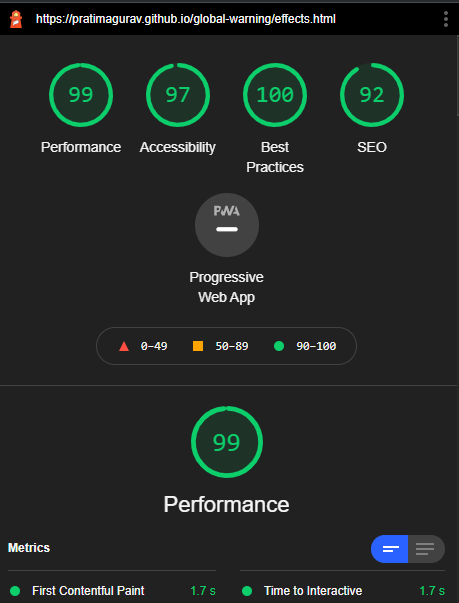 https://pratimagurav.github.io/global-warning/effects.html
99 97 100 92
Performance Accessibility Best Practices SEO
PWA
Progressive
Web App
0–49 50–89 90–100
99
Performance
Metrics
First Contentful Paint 1.7 s Time to Interactive 1.7 s